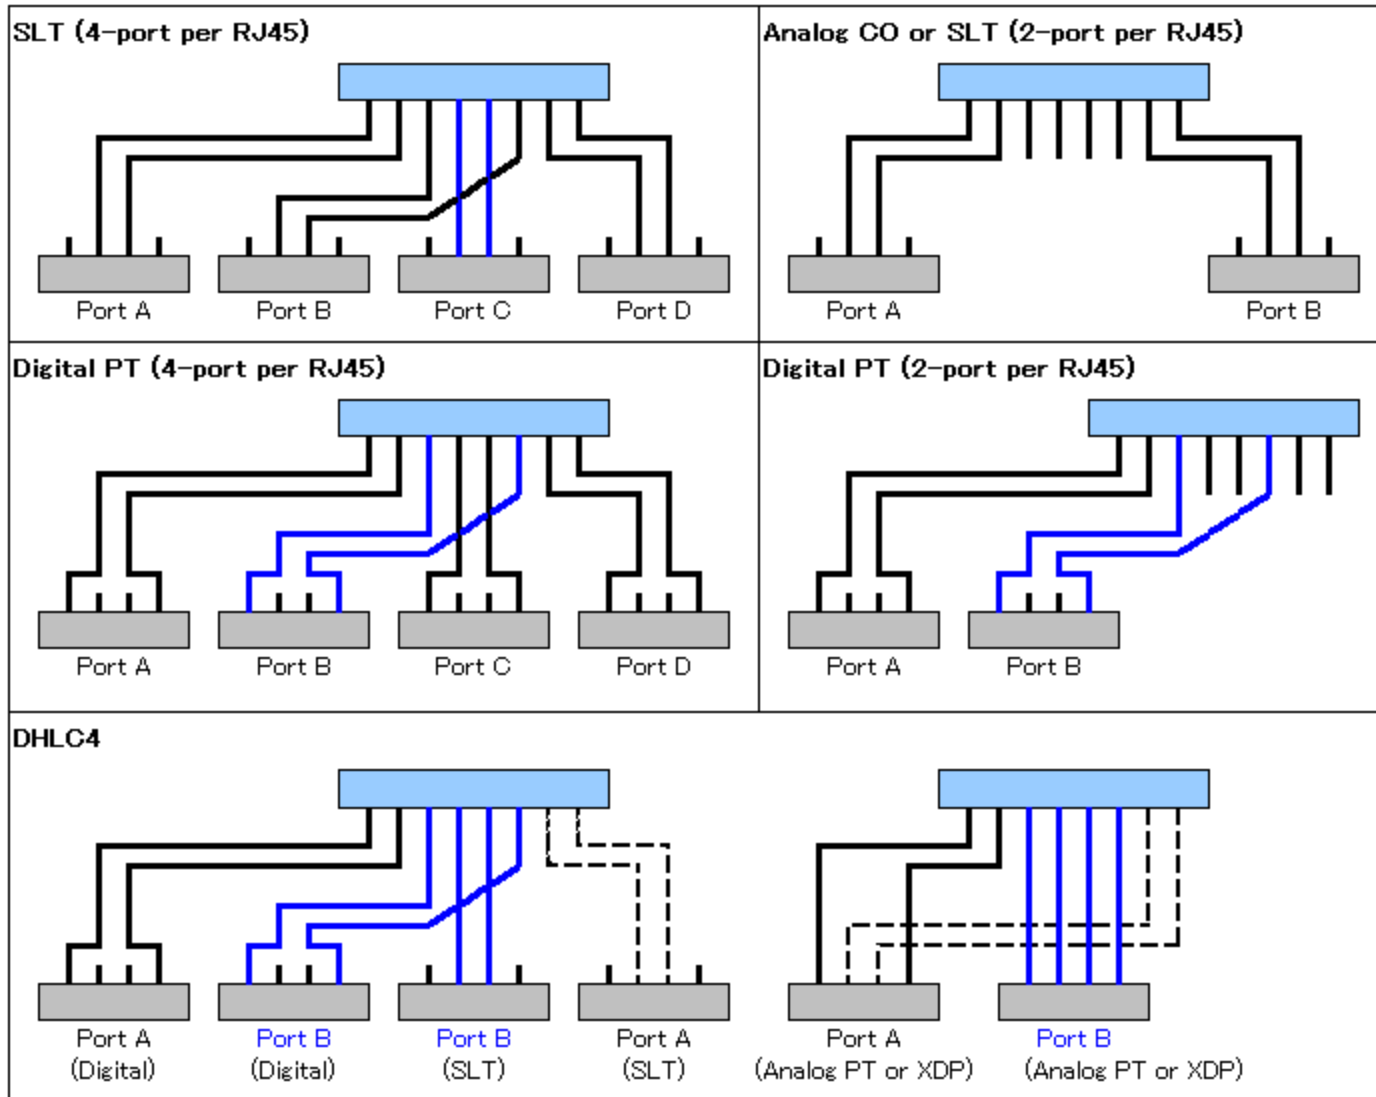 SLT (4-port per RJ45)
Analog CO or SLT (2-port per RJ45)
Port A
Port B
Port C
Port D
Port A
Port B
Digital PT (4-port per RJ45)
Digital PT (2-port per RJ45)
Port A
Port B
Port C
Port D
Port A
Port B
DHLC4
Port A
(Digital)
Port B
(Digital)
Port B
(SLT)
Port A
(SLT)
Port A
(Analog PT or XDP)
Port B
(Analog PT or XDP)